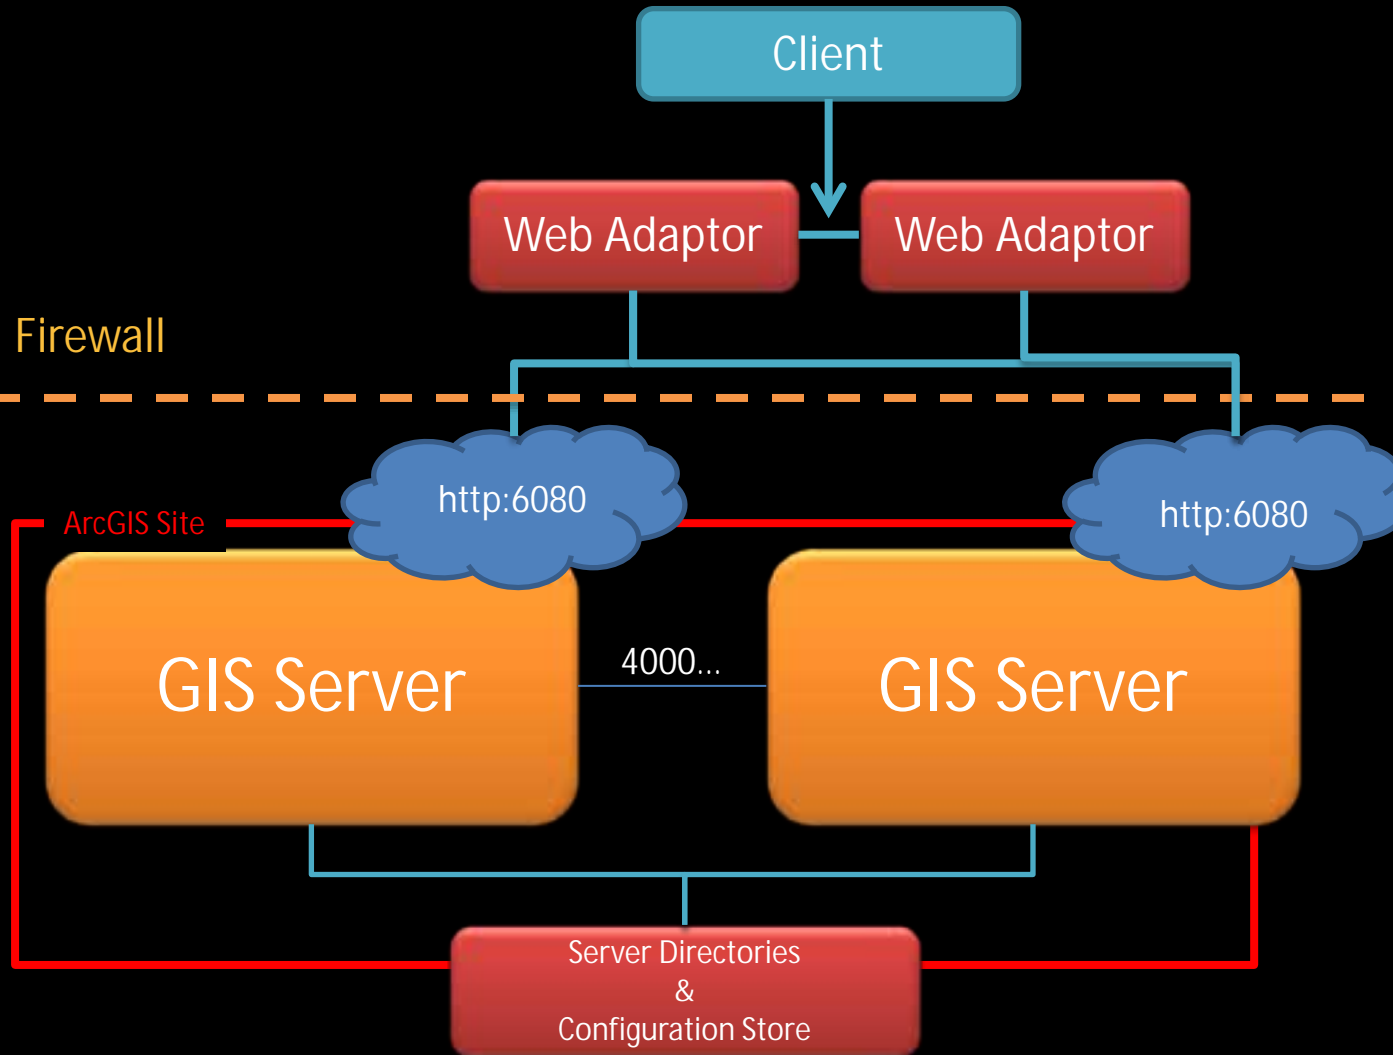 Client
Web Adaptor
Web Adaptor
Firewall
http:6080
http:6080
ArcGIS Site
GIS Server
4000...
GIS Server
Server Directories
&
Configuration Store